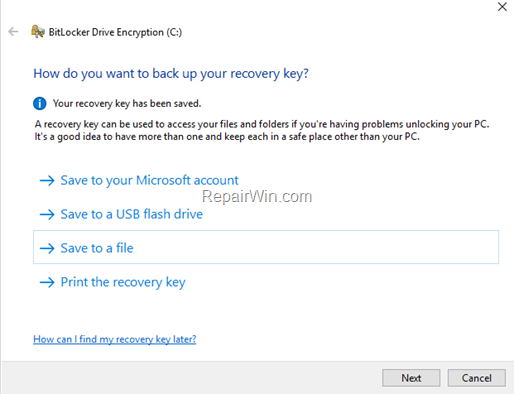 BitLocker Drive Encryption (C:)
How do you want to back up your recovery key?
Your recovery key has been saved.
A recovery key can be used to access your files and folders if you're having problems unlocking your PC.
It's a good idea to have more than one and keep each in a safe place other than your PC.
Save to your Microsoft account
RepairWin.com
Save to a USB flash drive
Save to a file
Print the recovery key
How can I find my recovery key later?
Next Cancel